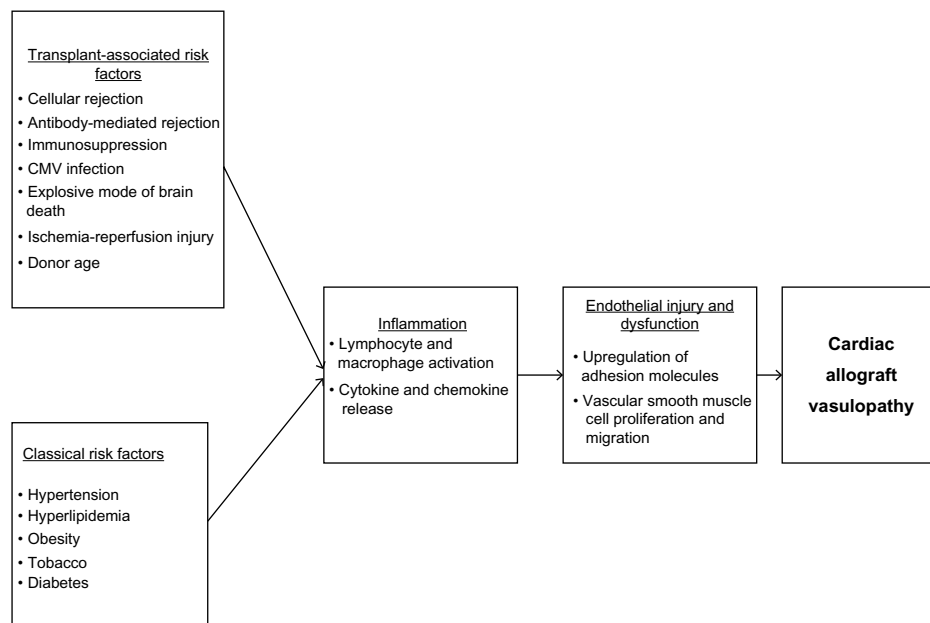 Transplant-associated risk
factors
• Cellular rejection
• Antibody-mediated rejection
• Immunosuppression
• CMV infection
• Explosive mode of brain
death
• Ischemia-reperfusion injury
• Donor age
Classical risk factors
• Hypertension
• Hyperlipidemia
• Obesity
• Tobacco
• Diabetes
Inflammation
• Lymphocyte and
macrophage activation
• Cytokine and chemokine
release
Endothelial injury and
dysfunction
• Upregulation of
adhesion molecules
• Vascular smooth muscle
cell proliferation and
migration
Cardiac
allograft
vasulopathy